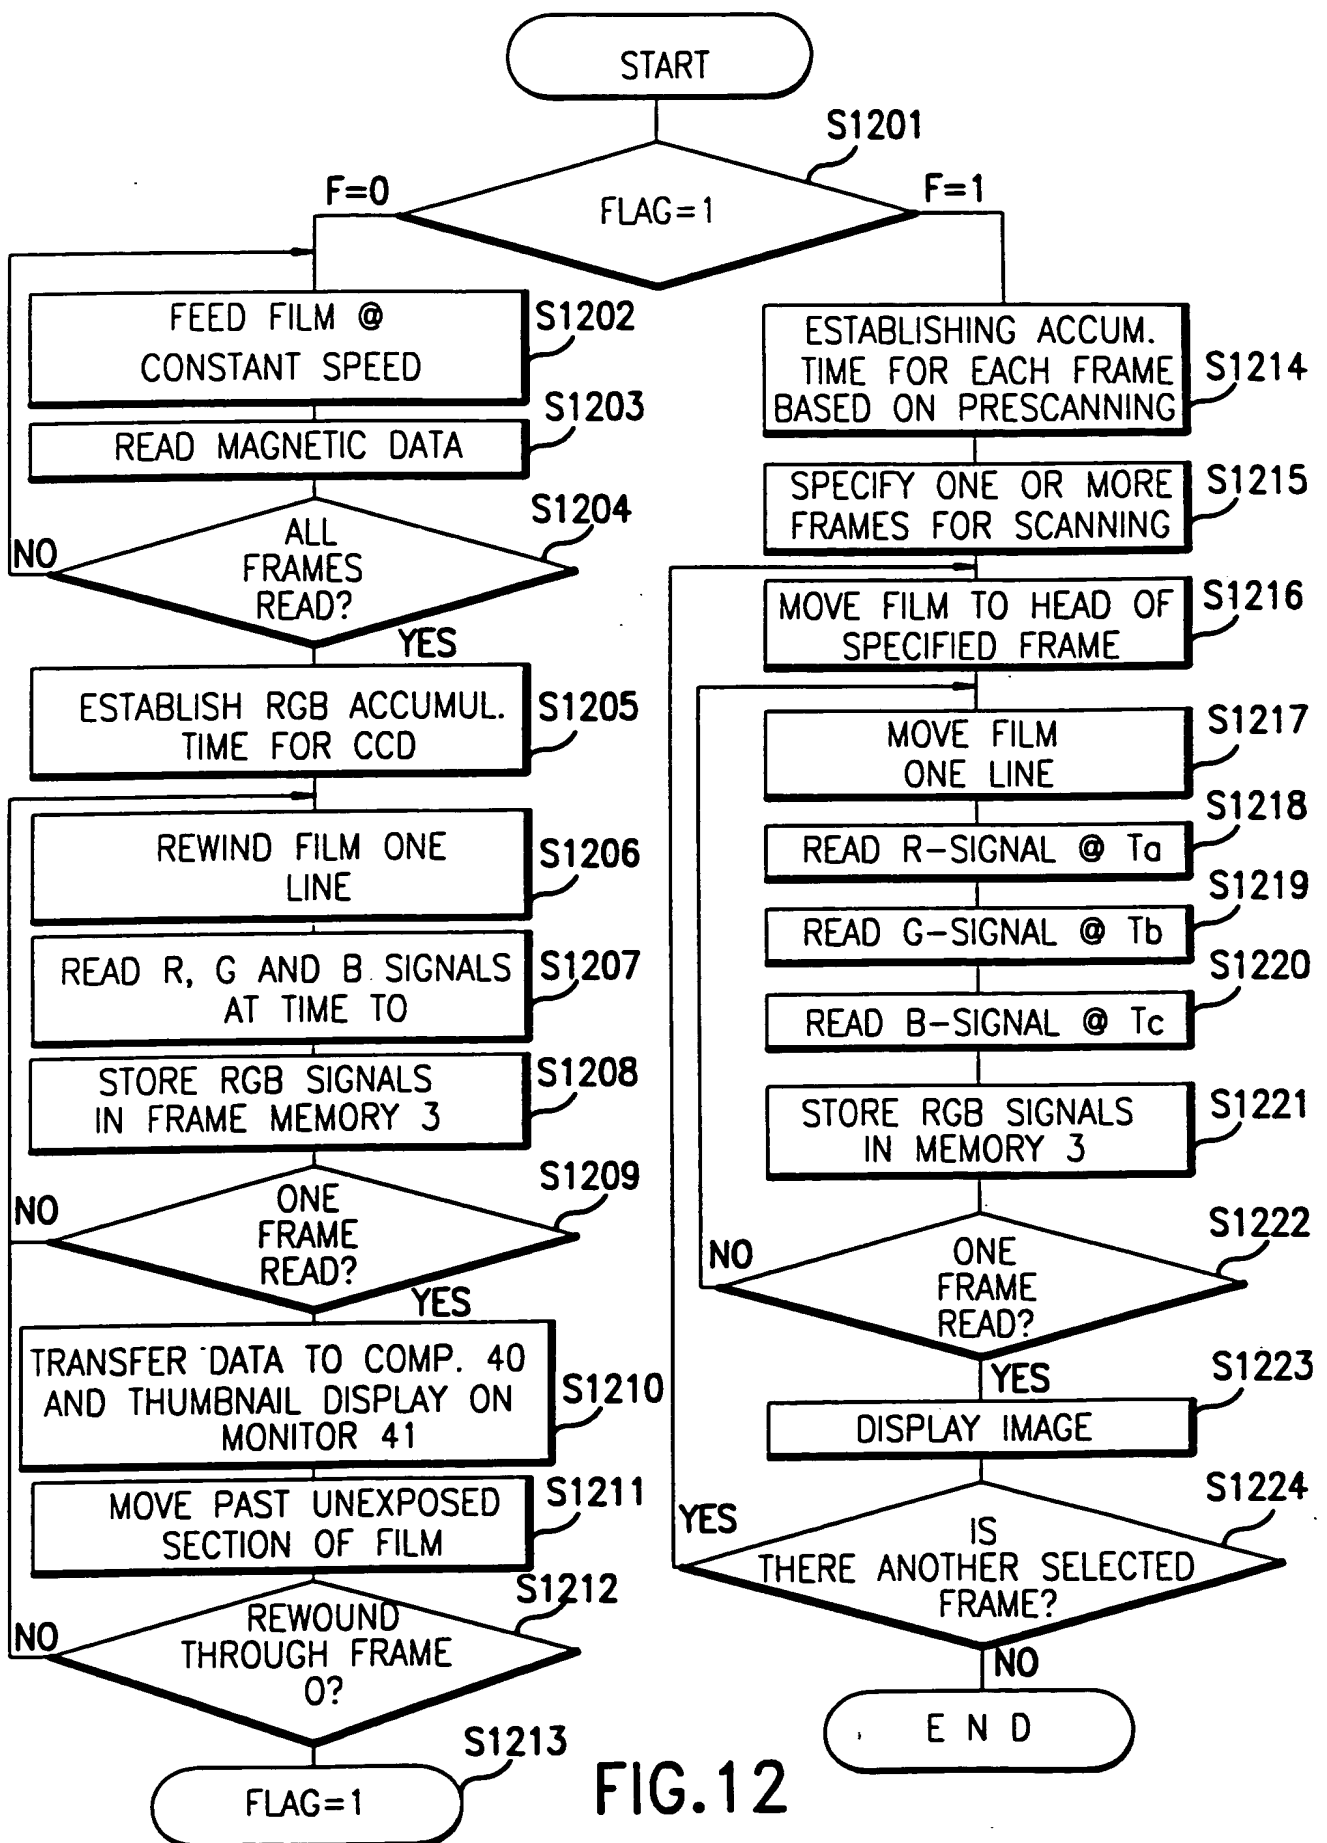 START
S1201
F=0
FLAG=1
F=1
FEED FILM @
CONSTANT SPEED
S1202
READ MAGNETIC DATA
S1203
ALL
FRAMES
READ?
S1204
NO
YES
ESTABLISH RGB ACCUMUL.
TIME FOR CCD
S1205
REWIND FILM ONE
LINE
S1206
READ R, G AND B SIGNALS
AT TIME TO
S1207
STORE RGB SIGNALS
IN FRAME MEMORY 3
S1208
ONE
FRAME
READ?
S1209
NO
YES
TRANSFER DATA TO COMP. 40
AND THUMBNAIL DISPLAY ON
MONITOR 41
S1210
MOVE PAST UNEXPOSED
SECTION OF FILM
S1211
REWOUND
THROUGH FRAME
0?
S1212
NO
FLAG=1
S1213
ESTABLISHING ACCUM.
TIME FOR EACH FRAME
BASED ON PRESCANNING
S1214
SPECIFY ONE OR MORE
FRAMES FOR SCANNING
S1215
MOVE FILM TO HEAD OF
SPECIFIED FRAME
S1216
MOVE FILM
ONE LINE
S1217
READ R-SIGNAL @ Ta
S1218
READ G-SIGNAL @ Tb
S1219
READ B-SIGNAL @ Tc
S1220
STORE RGB SIGNALS
IN MEMORY 3
S1221
ONE
FRAME
READ?
S1222
NO
YES
DISPLAY IMAGE
S1223
IS
THERE ANOTHER SELECTED
FRAME?
S1224
YES
NO
E N D
FIG.12